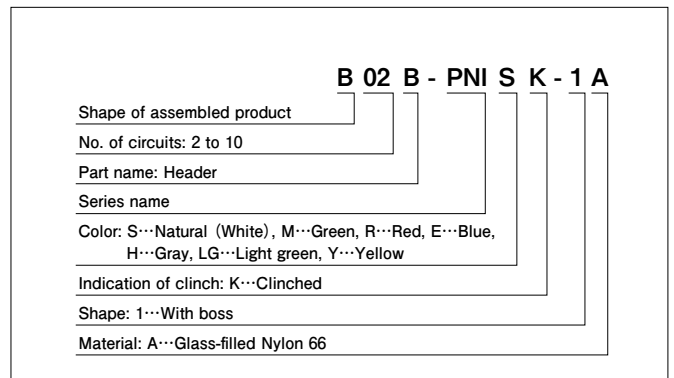 B 02 B - PNI S K - 1 A
Shape of assembled product
No. of circuits: 2 to 10
Part name: Header
Series name
Color: S…Natural (White), M…Green, R…Red, E…Blue,
H…Gray, LG…Light green, Y…Yellow
Indication of clinch: K…Clinched
Shape: 1…With boss
Material: A…Glass-filled Nylon 66